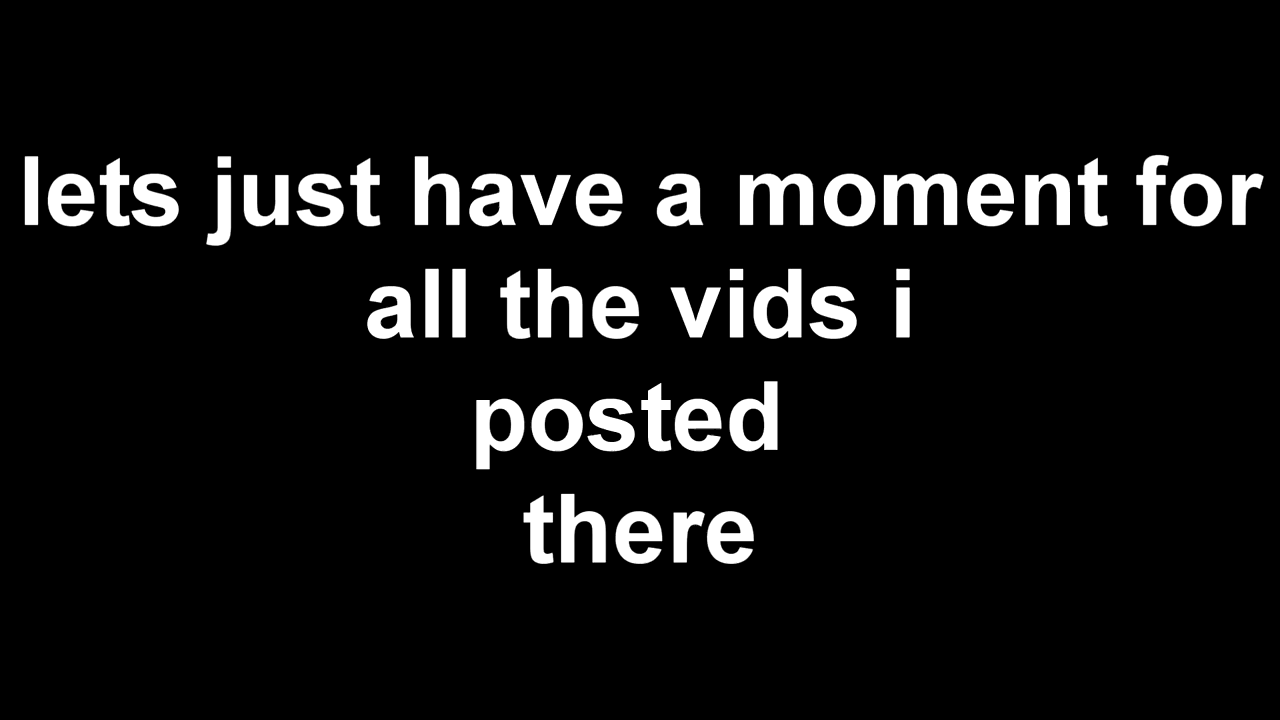 lets just have a moment for
all the vids i
posted
there